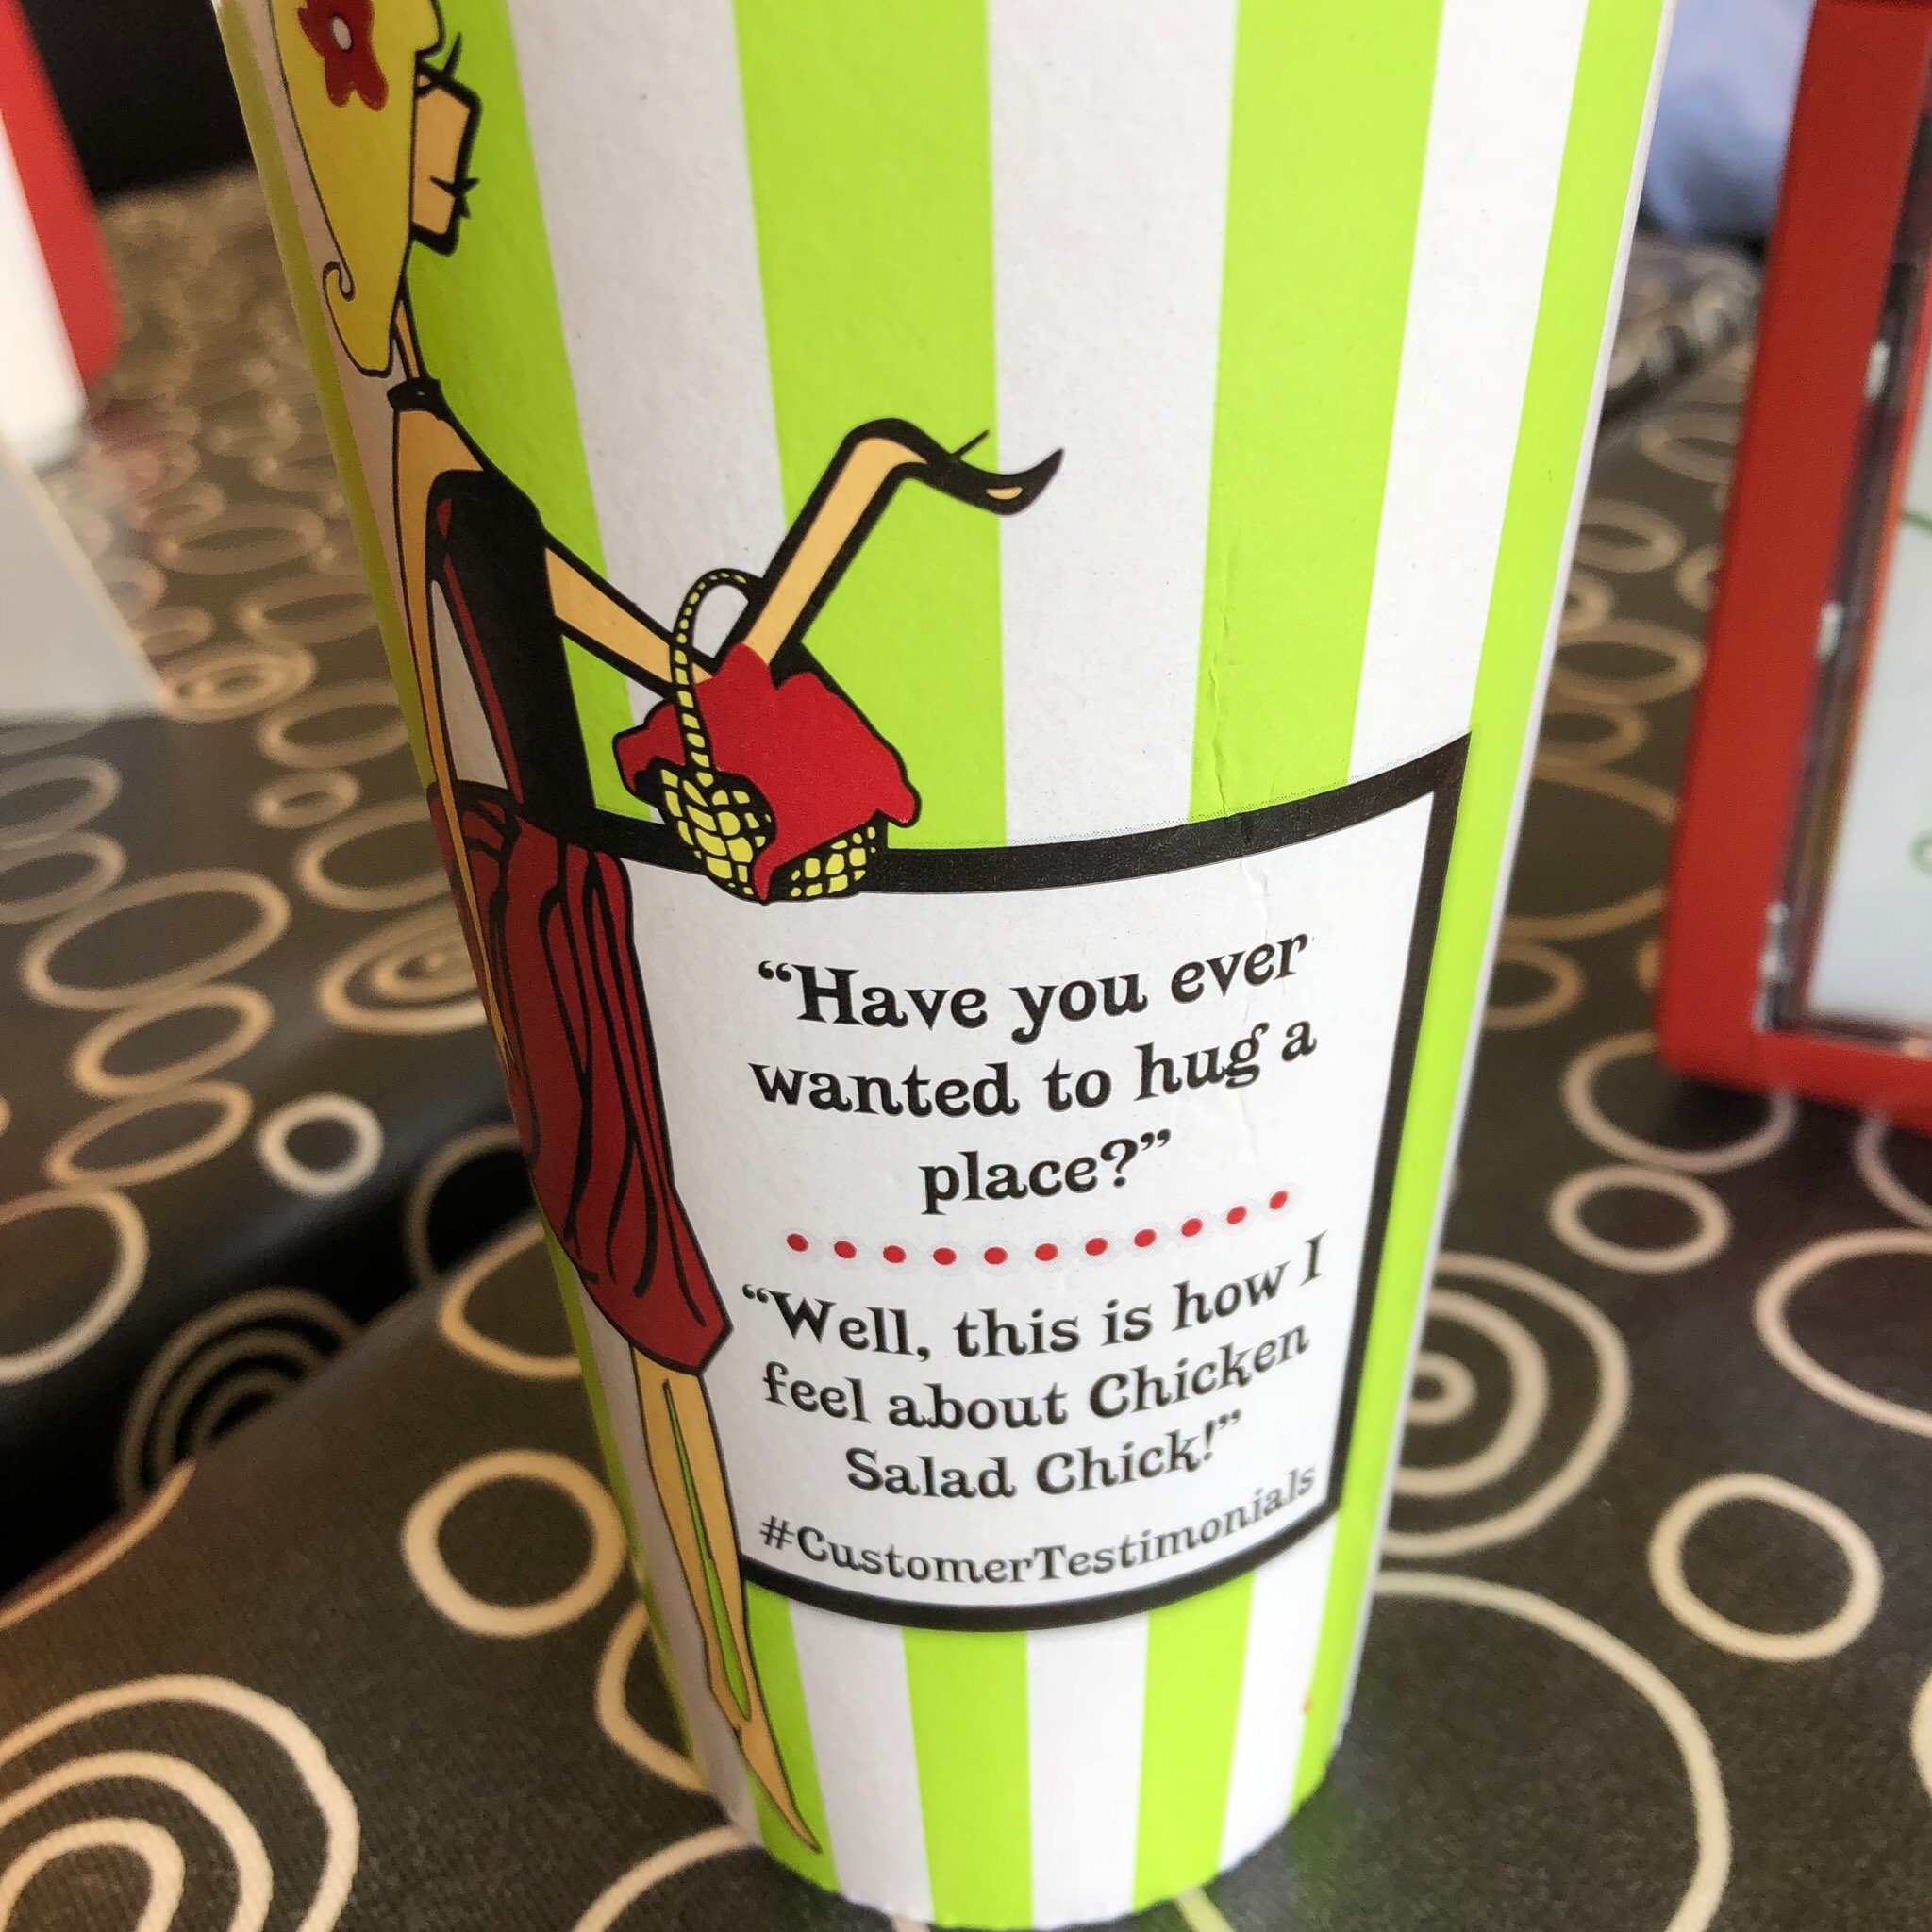 “Have you ever
wanted to hug a
place?”
“Well, this is how I
feel about Chicken
Salad Chick!”
#CustomerTestimonials